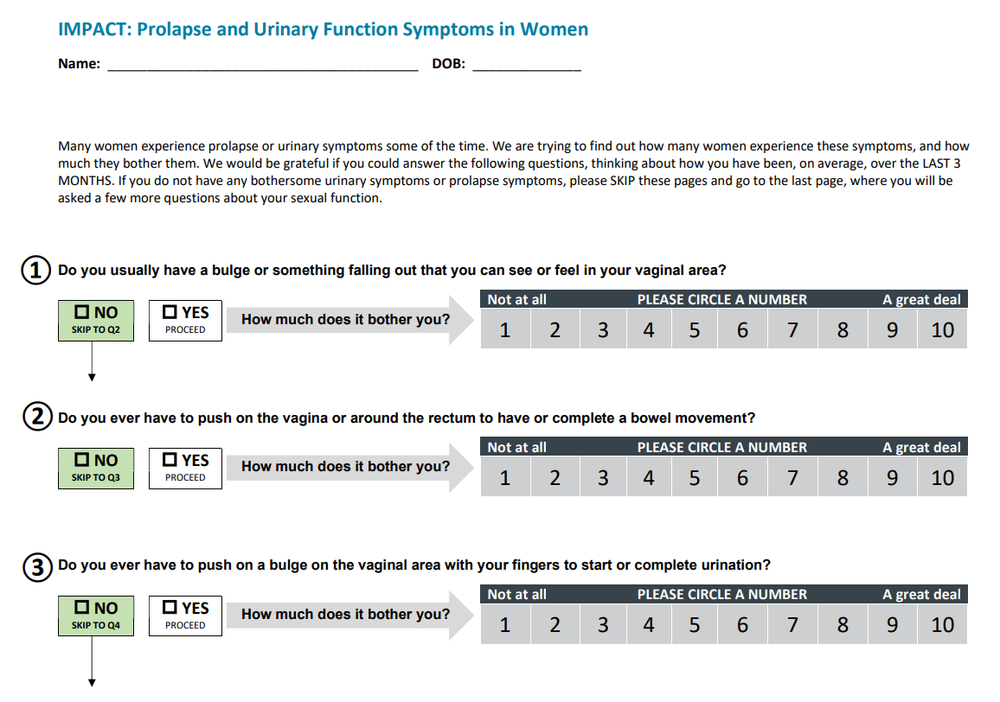 IMPACT: Prolapse and Urinary Function Symptoms in Women
Name: ________________________________________ DOB: ______________
Many women experience prolapse or urinary symptoms some of the time. We are trying to find out how many women experience these symptoms, and how
much they bother them. We would be grateful if you could answer the following questions, thinking about how you have been, on average, over the LAST 3
MONTHS. If you do not have any bothersome urinary symptoms or prolapse symptoms, please SKIP these pages and go to the last page, where you will be
asked a few more questions about your sexual function.
1 Do you usually have a bulge or something falling out that you can see or feel in your vaginal area?
☐ NO
SKIP TO Q2
☐ YES
PROCEED
How much does it bother you?
Not at all PLEASE CIRCLE A NUMBER A great deal
1 2 3 4 5 6 7 8 9 10
2 Do you ever have to push on the vagina or around the rectum to have or complete a bowel movement?
☐ NO
SKIP TO Q3
☐ YES
PROCEED
How much does it bother you?
Not at all PLEASE CIRCLE A NUMBER A great deal
1 2 3 4 5 6 7 8 9 10
3 Do you ever have to push on a bulge on the vaginal area with your fingers to start or complete urination?
☐ NO
SKIP TO Q4
☐ YES
PROCEED
How much does it bother you?
Not at all PLEASE CIRCLE A NUMBER A great deal
1 2 3 4 5 6 7 8 9 10